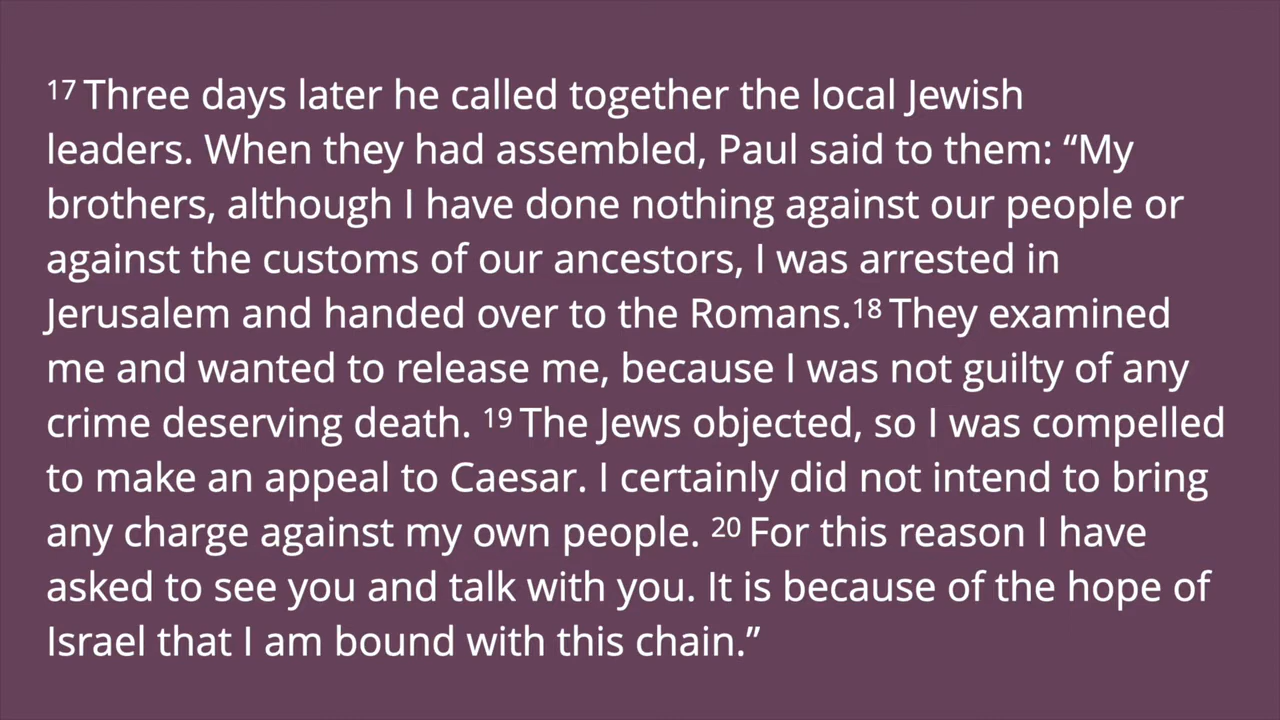 17 Three days later he called together the local Jewish
leaders. When they had assembled, Paul said to them: “My
brothers, although I have done nothing against our people or
against the customs of our ancestors, I was arrested in
Jerusalem and handed over to the Romans.18 They examined
me and wanted to release me, because I was not guilty of any
crime deserving death. 19 The Jews objected, so I was compelled
to make an appeal to Caesar. I certainly did not intend to bring
any charge against my own people. 20 For this reason I have
asked to see you and talk with you. It is because of the hope of
Israel that I am bound with this chain.”